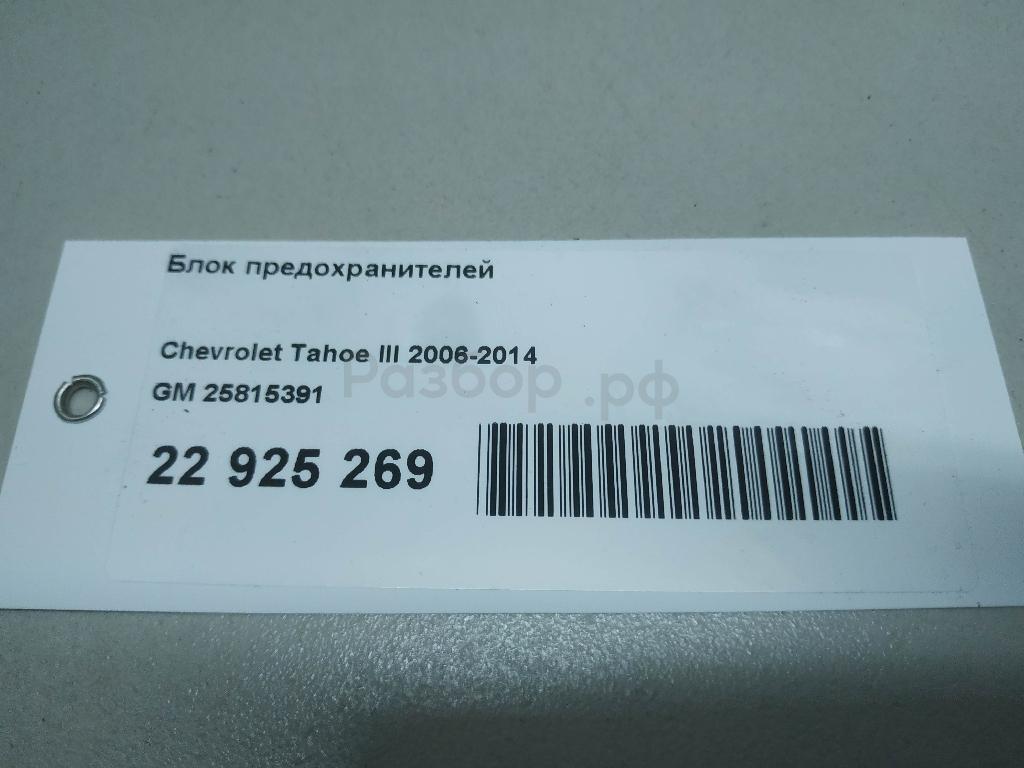 Блок предохранителей
Chevrolet Tahoe III 2006-2014
Разбор.рф
GM 25815391
22 925 269